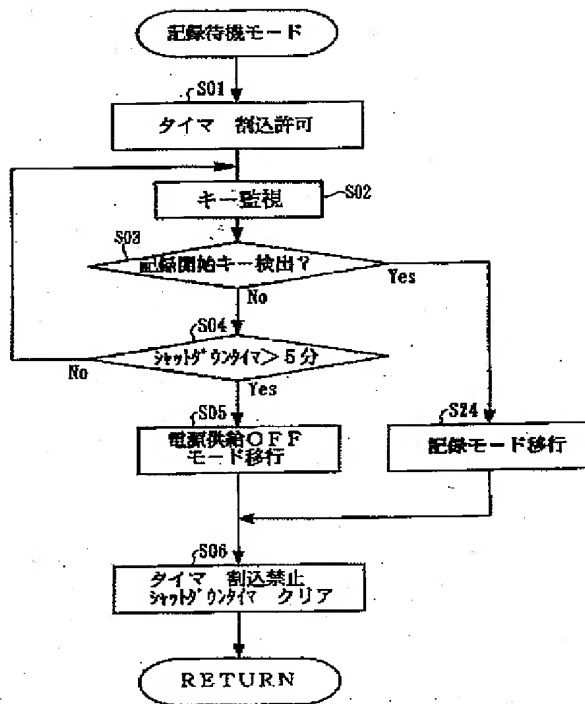 記録待機モード
S01
タイマ 割込許可
キー監視
S02
S03
記録開始キー検出？
Yes
No
S04
ｼｬｯﾄﾀﾞｳﾝﾀｲﾏ＞５分
No
Yes
S05
電源供給ＯＦＦ
モード移行
S24
記録モード移行
S06
タイマ 割込禁止
ｼｬｯﾄﾀﾞｳﾝﾀｲﾏ クリア
ＲＥＴＵＲＮ